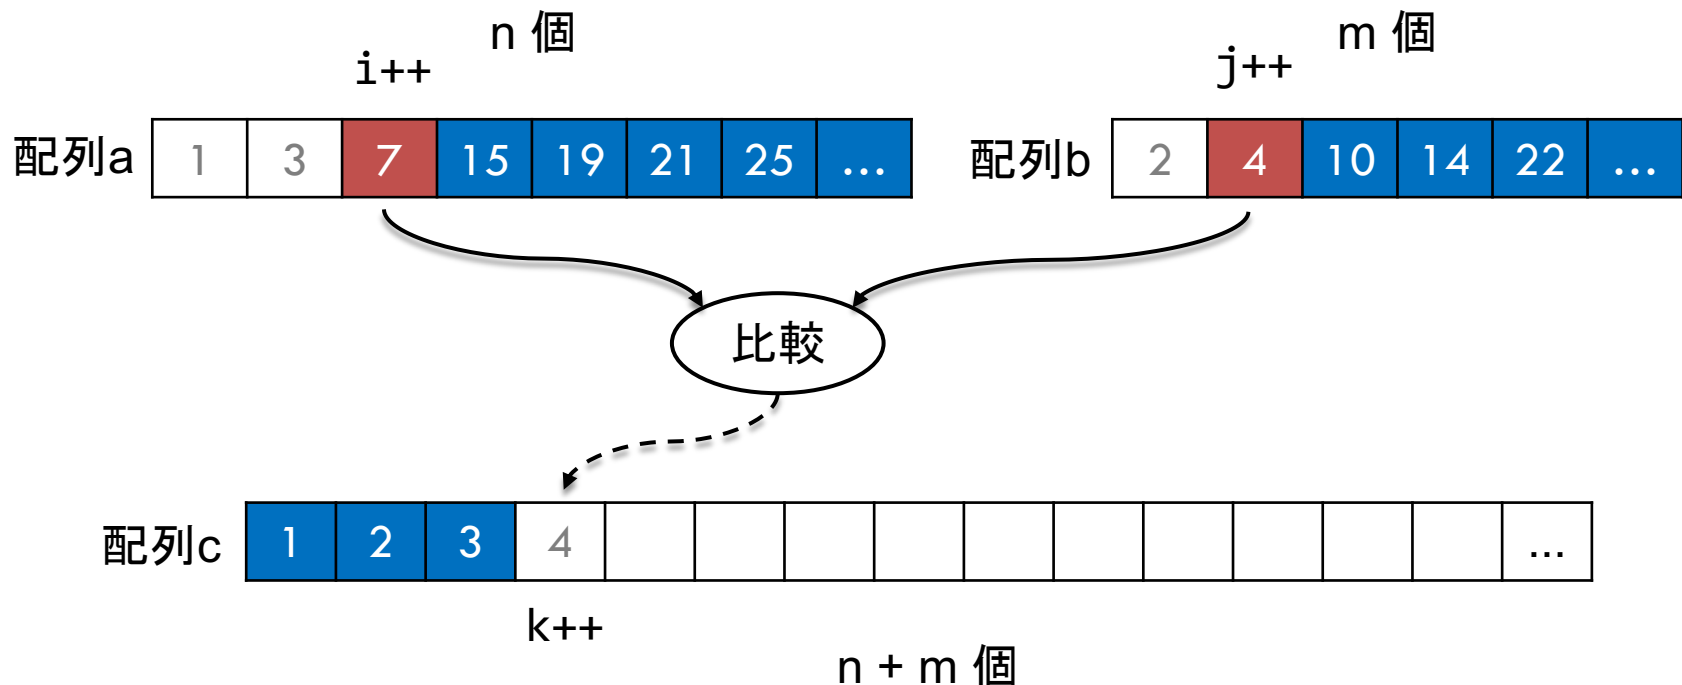 n 個
m 個
i++
j++
配列a 1 3 7 15 19 21 25 ...
配列b 2 4 10 14 22 ...
比較
配列c 1 2 3 4 ...
k++
n + m 個